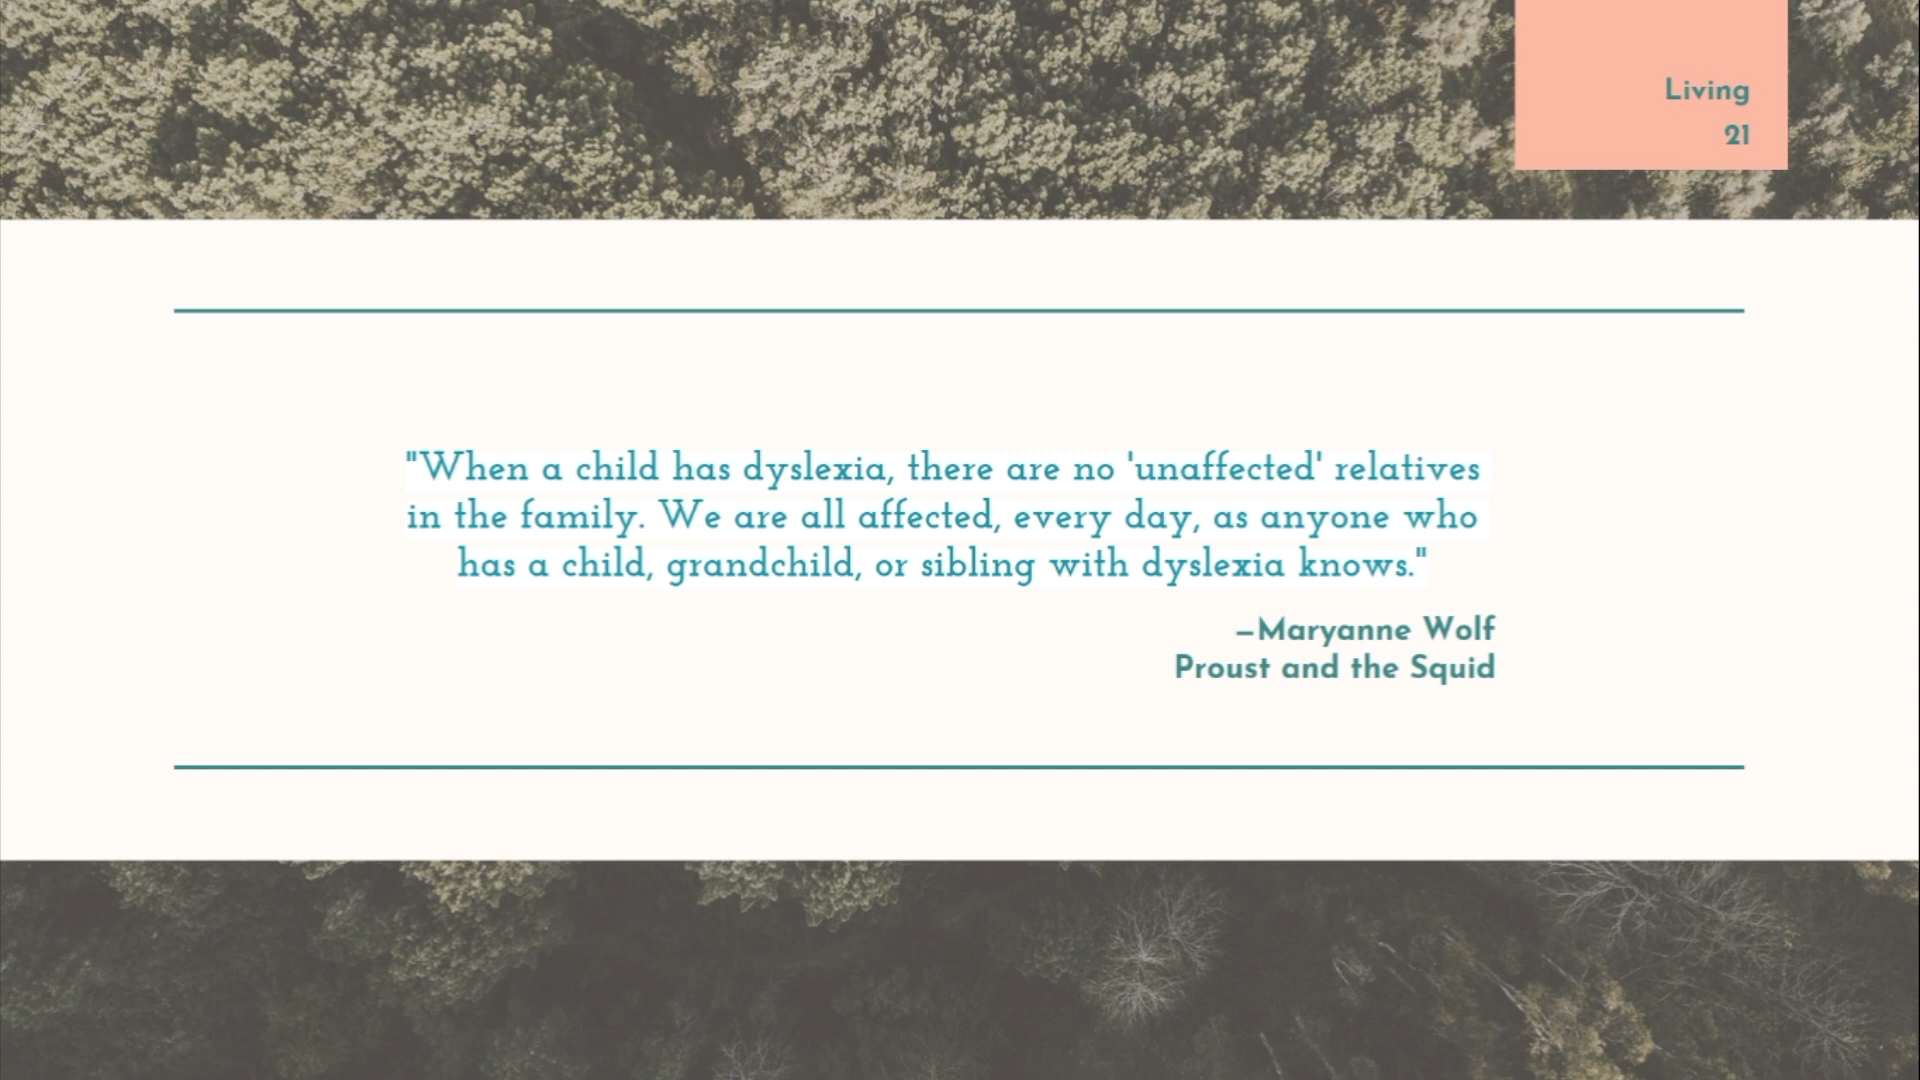 Living
21
"When a child has dyslexia, there are no 'unaffected' relatives
in the family. We are all affected, every day, as anyone who
has a child, grandchild, or sibling with dyslexia knows."
–Maryanne Wolf
Proust and the Squid